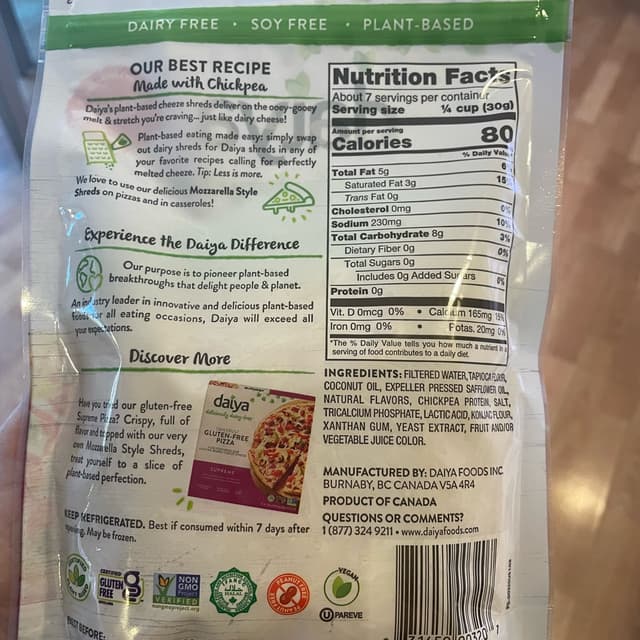 DAIRY FREE • SOY FREE • PLANT-BASED
OUR BEST RECIPE
Made with Chickpea
Daiya's plant-based cheeze shreds deliver on the ooey-gooey
melt & stretch you're craving...just like dairy cheese!
Plant-based eating made easy: simply swap
out dairy shreds for Daiya shreds in any of
your favorite recipes calling for perfectly
melted cheeze. Tip: Less is more.
We love to use our delicious Mozzarella Style
Shreds on pizzas and in casseroles!
Experience the Daiya Difference
Our purpose is to pioneer plant-based
breakthroughs that delight people & planet.
An industry leader in innovative and delicious plant-based
foods for all eating occasions, Daiya will exceed all
your expectations.
Discover More
Have you tried our gluten-free
Supreme Pizza? Crispy, full of
flavor and topped with our very
own Mozzarella Style Shreds,
treat yourself to a slice of
plant-based perfection.
daiya
deliciously dairy-free
GLUTEN-FREE
PIZZA
SUPREME
KEEP REFRIGERATED. Best if consumed within 7 days after
opening. May be frozen.
CERTIFIED
GLUTEN
FREE
NON
GMO
Project
VERIFIED
nongmoproject.org
HALAL
PEANUT FREE
VEGAN
U PAREVE
BEST BEFORE:
Nutrition Facts
About 7 servings per container
Serving size ¼ cup (30g)
Amount per serving
Calories 80
% Daily Val
Total Fat 5g 6
Saturated Fat 3g 15
Trans Fat 0g
Cholesterol 0mg 0%
Sodium 230mg 10%
Total Carbohydrate 8g 3%
Dietary Fiber 0g 0%
Total Sugars 0g
Includes 0g Added Sugars 0%
Protein 0g
Vit. D 0mcg 0% • Calcium 165mg 15%
Iron 0mg 0% • Potas. 20mg 0%
*The % Daily Value tells you how much a nutrient in a
serving of food contributes to a daily diet.
INGREDIENTS: FILTERED WATER, TAPIOCA FLOUR,
COCONUT OIL, EXPELLER PRESSED SAFFLOWER OIL,
NATURAL FLAVORS, CHICKPEA PROTEIN, SALT,
TRICALCIUM PHOSPHATE, LACTIC ACID, KONJAC FLOUR,
XANTHAN GUM, YEAST EXTRACT, FRUIT AND/OR
VEGETABLE JUICE COLOR.
MANUFACTURED BY: DAIYA FOODS INC
BURNABY, BC CANADA V5A 4R4
PRODUCT OF CANADA
QUESTIONS OR COMMENTS?
1 (877) 324 9211 • www.daiyafoods.com